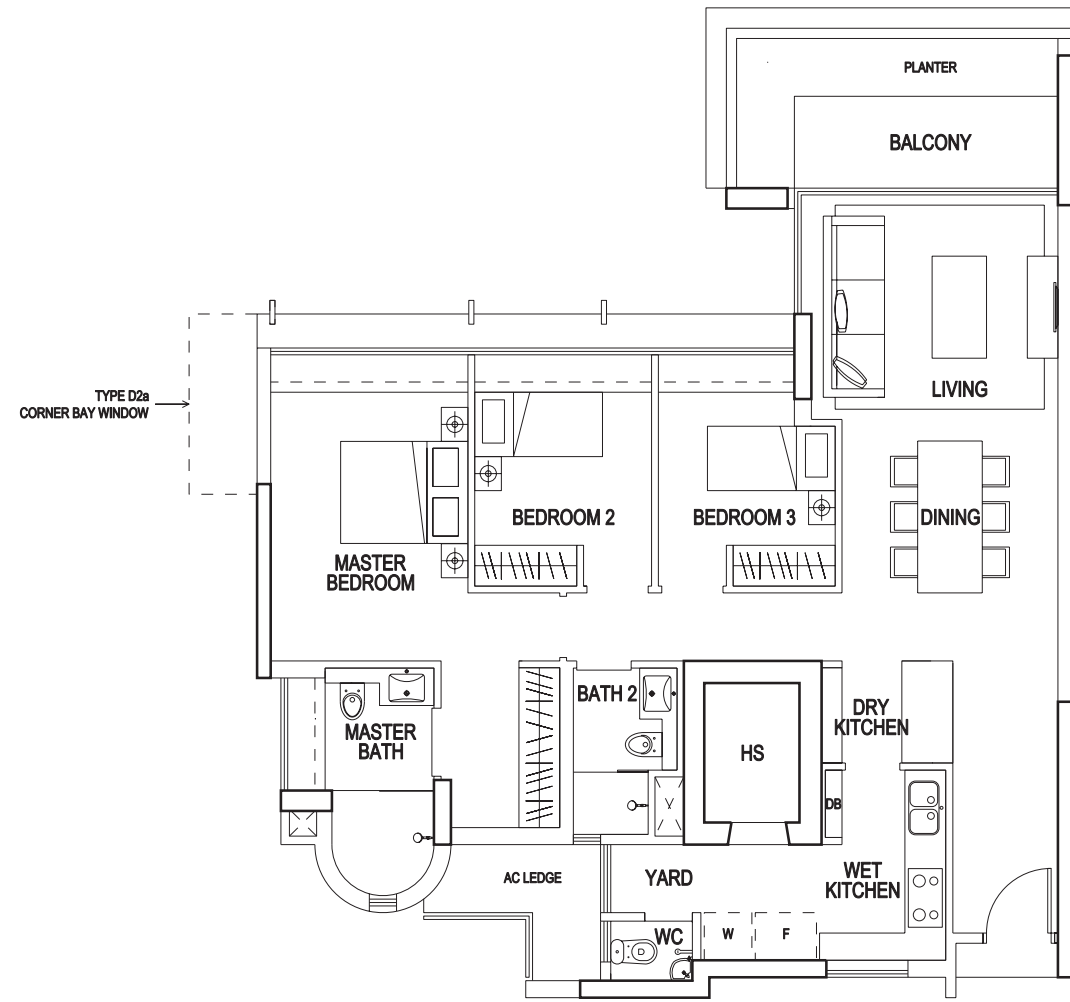 PLANTER
BALCONY
LIVING
TYPE D2a
CORNER BAY WINDOW
BEDROOM 2
BEDROOM 3
DINING
MASTER
BEDROOM
BATH 2
DRY
KITCHEN
MASTER
BATH
HS
DB
AC LEDGE
YARD
WET
KITCHEN
WC
W
F